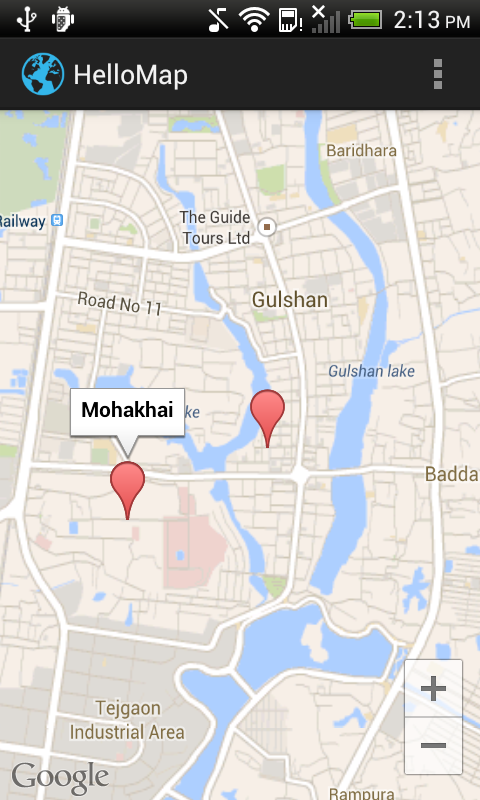 2:13 PM
HelloMap
Baridhara
Railway
The Guide
Tours Ltd
Gulshan
Road No 11
Gulshan lake
Mohakhai
ke
Badda
Tejgaon
Industrial Area
Google
Rampura